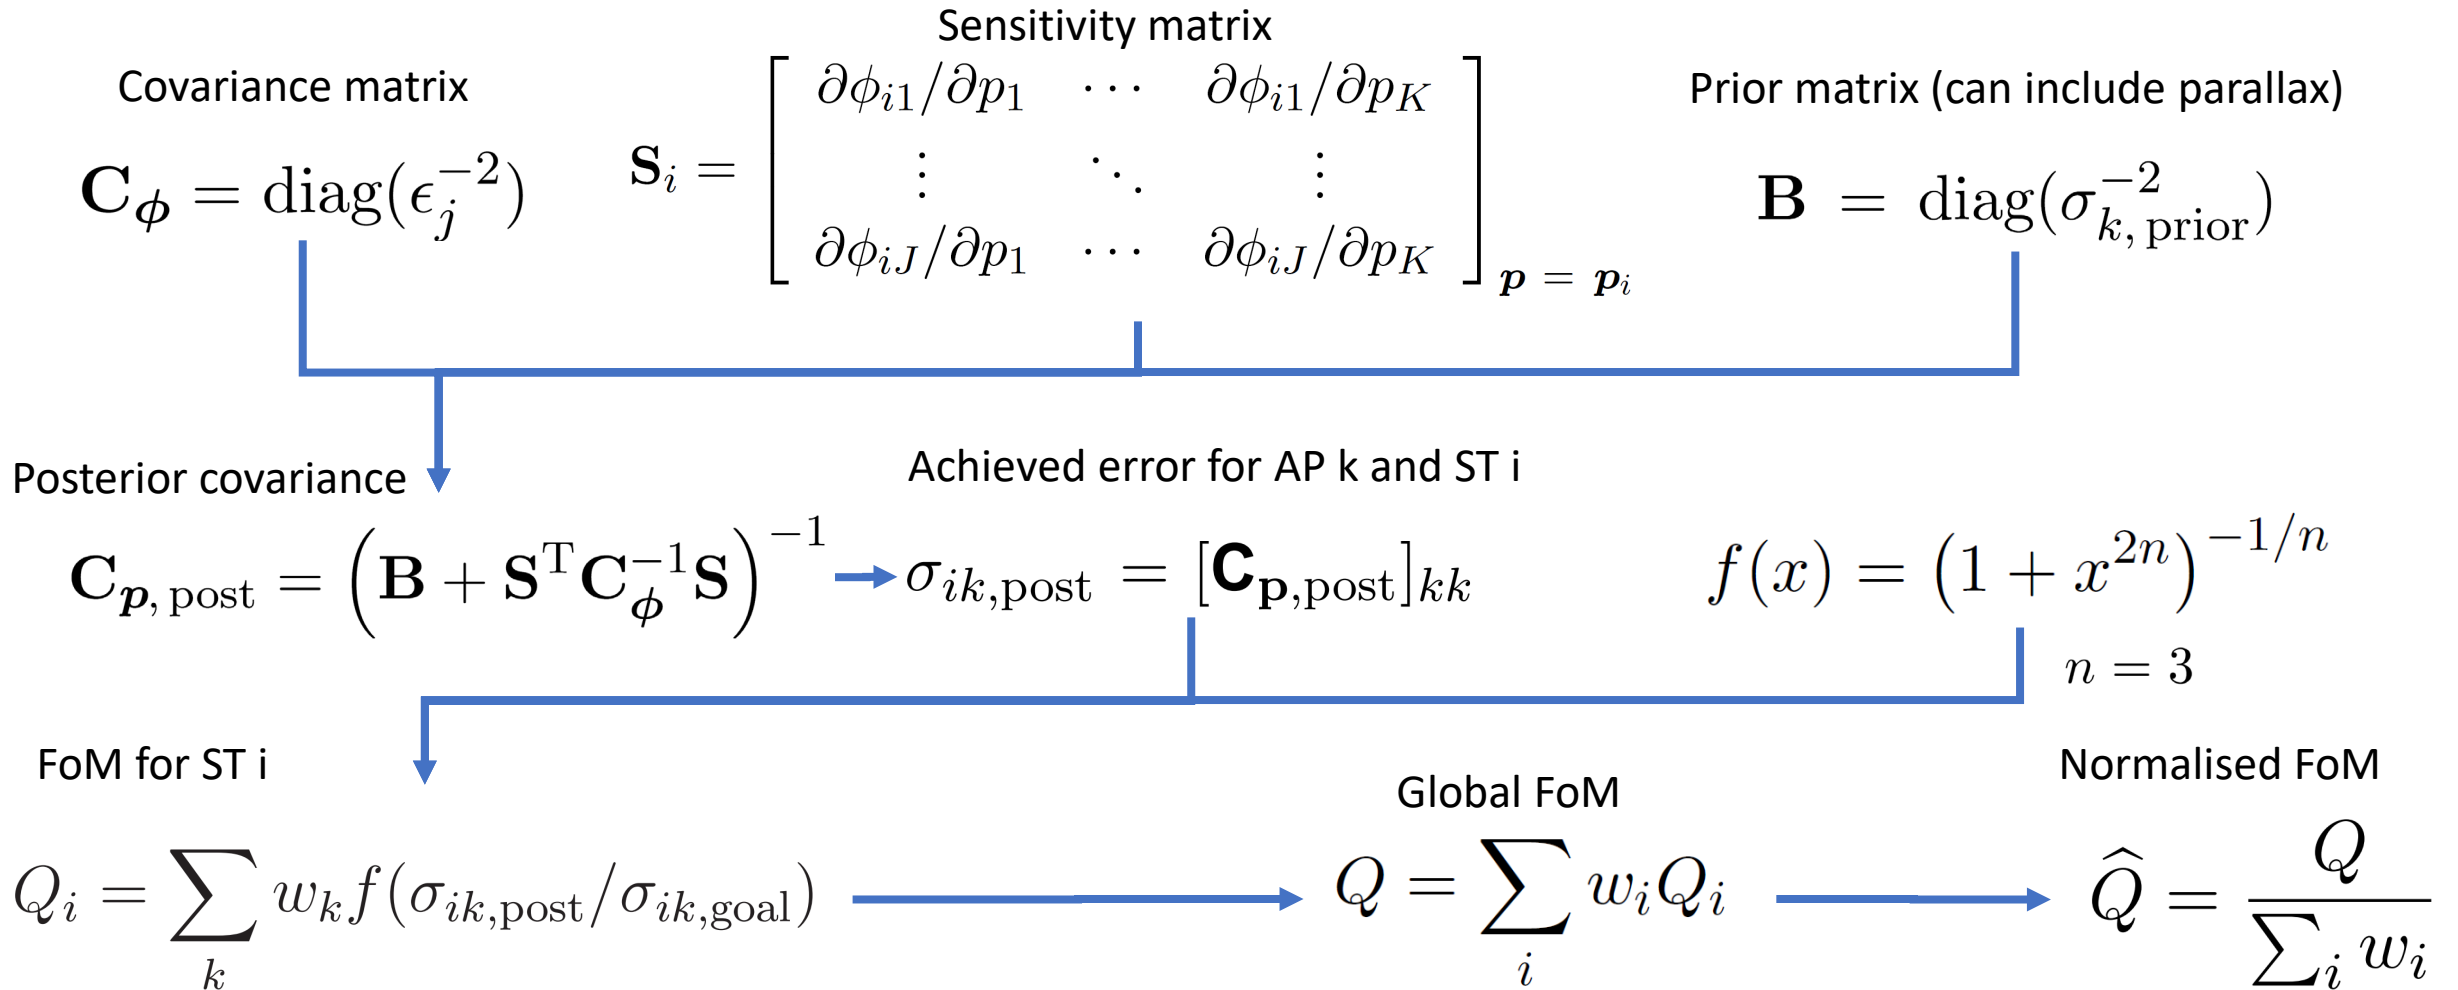 Sensitivity matrix
Covariance matrix
Prior matrix (can include parallax)
C_ϕ = diag(ϵ_j^{−2})
S_i = [ ∂ϕ_{i1}/∂p_1 ⋯ ∂ϕ_{i1}/∂p_K
⋮ ⋱ ⋮
∂ϕ_{iJ}/∂p_1 ⋯ ∂ϕ_{iJ}/∂p_K ]_{p = p_i}
B = diag(σ_{k, prior}^{−2})
Posterior covariance
Achieved error for AP k and ST i
C_{p, post} = (B + S^T C_ϕ^{−1} S)^{−1}
σ_{ik,post} = [C_{p,post}]_{kk}
f(x) = (1 + x^{2n})^{−1/n}
n = 3
FoM for ST i
Global FoM
Normalised FoM
Q_i = ∑_k w_k f(σ_{ik,post}/σ_{ik,goal})
Q = ∑_i w_i Q_i
Q̂ = Q / ∑_i w_i